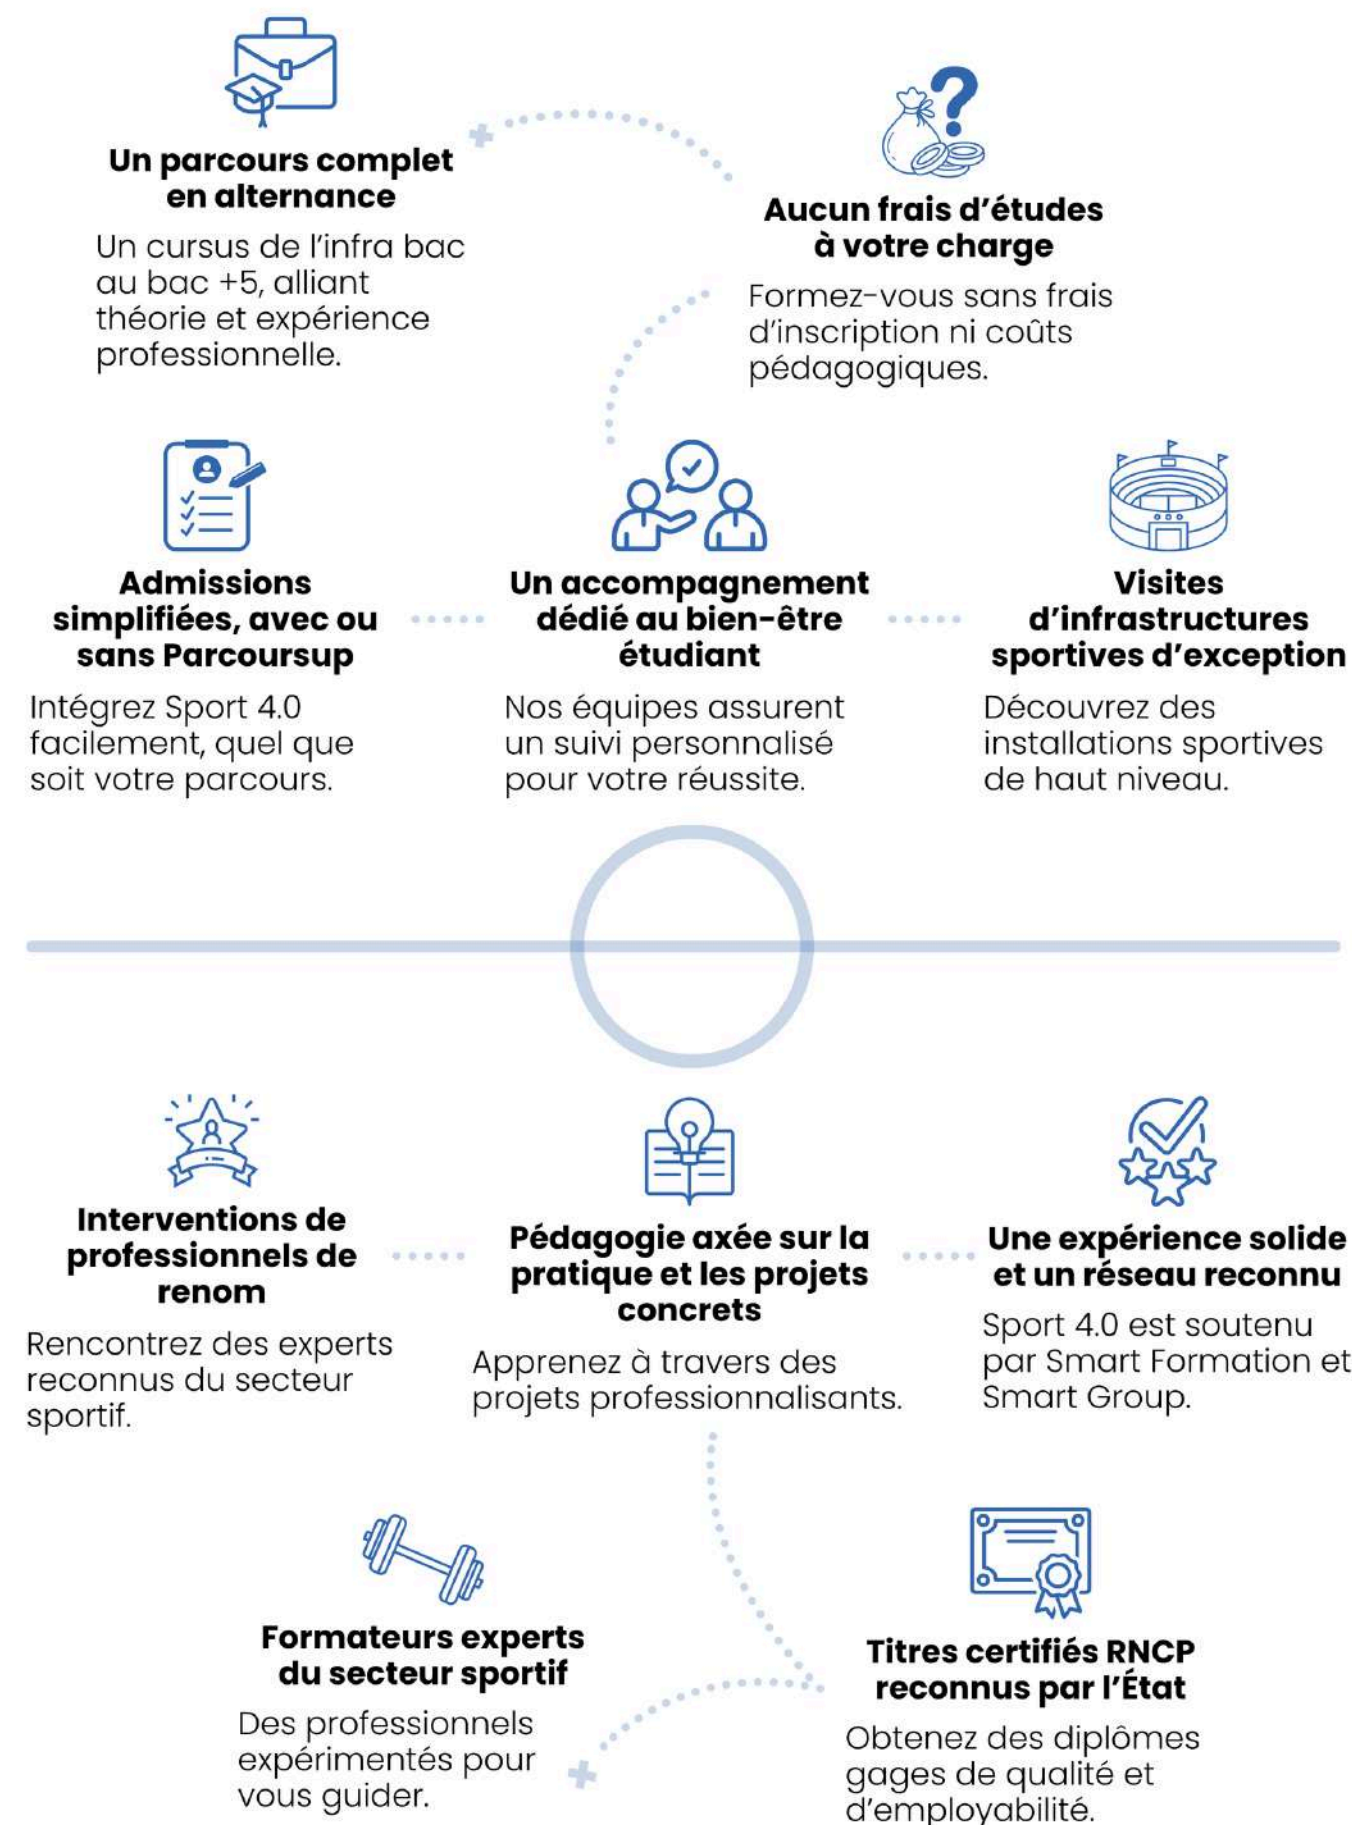 Un parcours complet
en alternance
Un cursus de l'infra bac
au bac +5, alliant
théorie et expérience
professionnelle.
Aucun frais d'études
à votre charge
Formez-vous sans frais
d'inscription ni coûts
pédagogiques.
Admissions
simplifiées, avec ou
sans Parcoursup
Intégrez Sport 4.0
facilement, quel que
soit votre parcours.
Un accompagnement
dédié au bien-être
étudiant
Nos équipes assurent
un suivi personnalisé
pour votre réussite.
Visites
d'infrastructures
sportives d'exception
Découvrez des
installations sportives
de haut niveau.
Interventions de
professionnels de
renom
Rencontrez des experts
reconnus du secteur
sportif.
Pédagogie axée sur la
pratique et les projets
concrets
Apprenez à travers des
projets professionnalisants.
Une expérience solide
et un réseau reconnu
Sport 4.0 est soutenu
par Smart Formation et
Smart Group.
Formateurs experts
du secteur sportif
Des professionnels
expérimentés pour
vous guider.
Titres certifiés RNCP
reconnus par l'État
Obtenez des diplômes
gages de qualité et
d'employabilité.